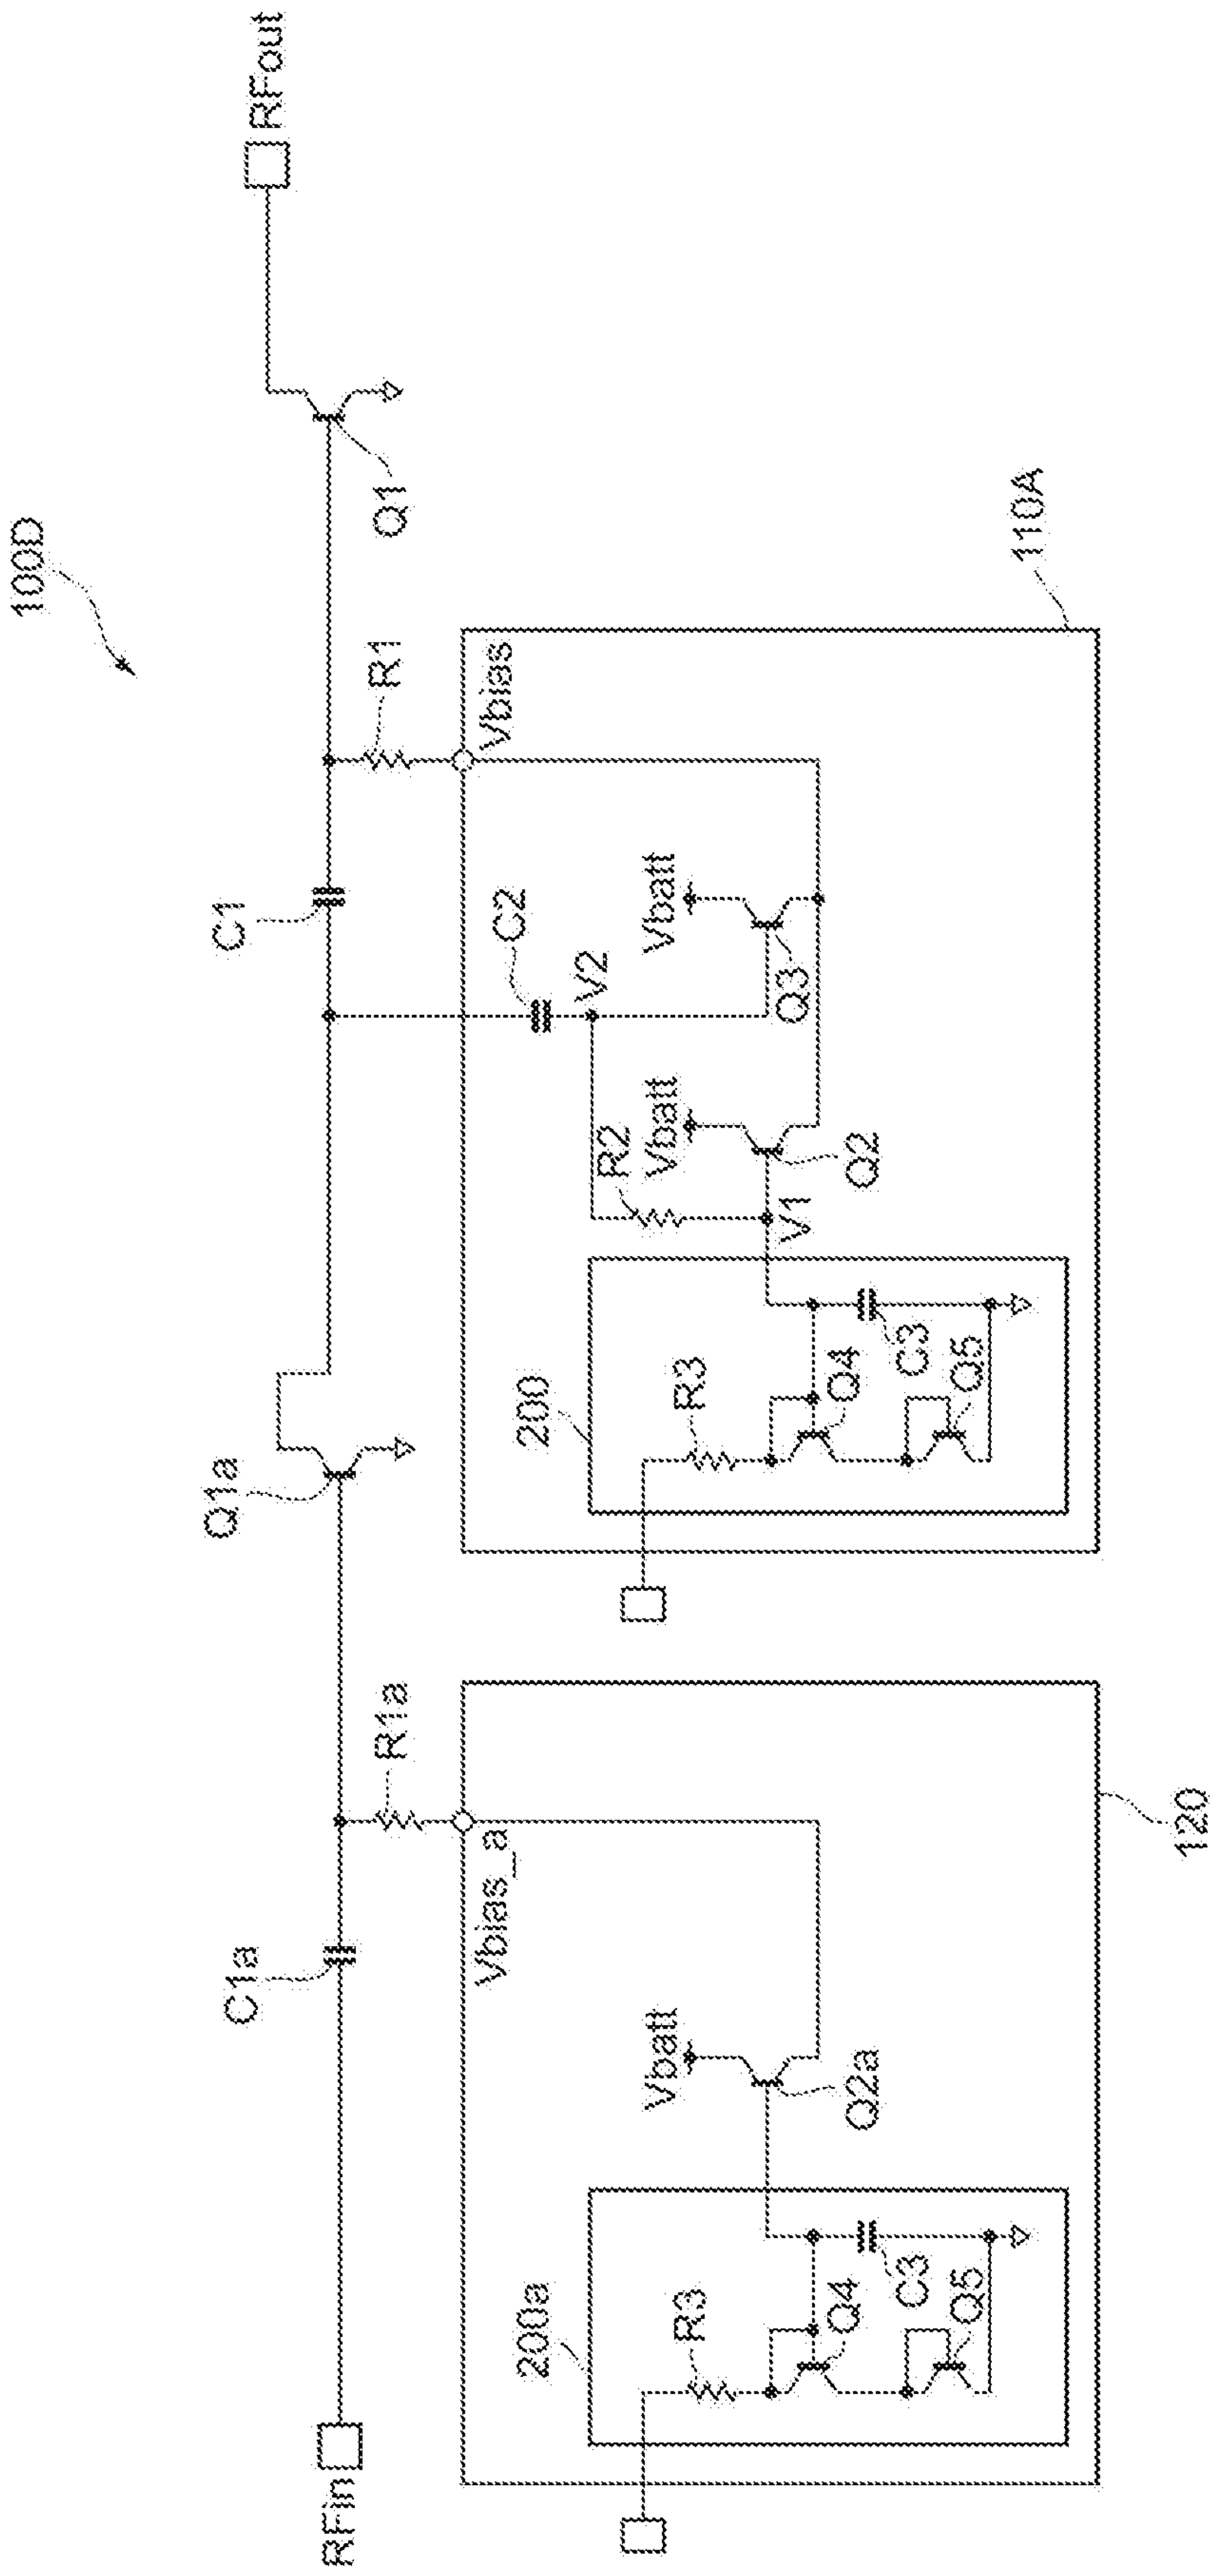 100D
RFin
C1a
R1a
Q1a
C1
R1
Q1
RFout
Vbias_a
Vbatt
Q2a
200a
R3
Q4
C3
Q5
120
Vbias
C2
V2
Vbatt
Q3
R2
Vbatt
Q2
V1
200
R3
Q4
C3
Q5
110A